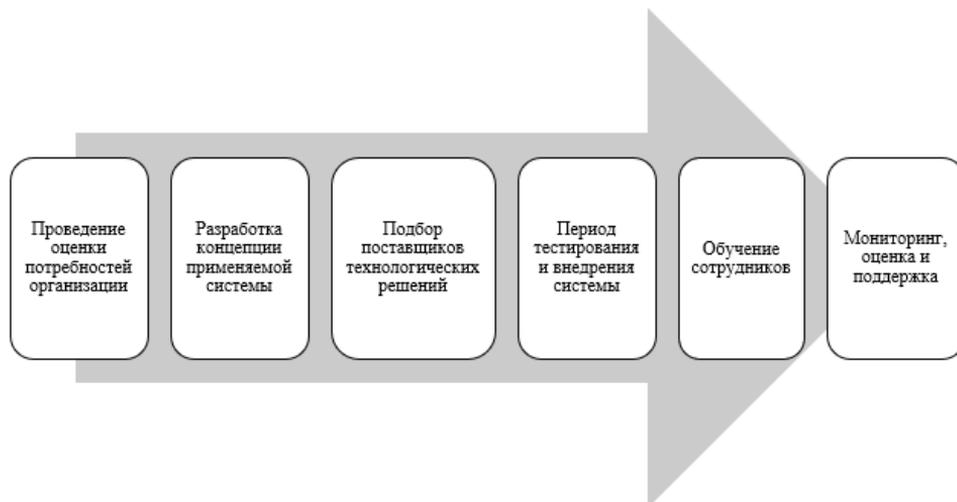 Проведение
оценки
потребностей
организации
Разработка
концепции
применяемой
системы
Подбор
поставщиков
технологических
решений
Период
тестирования
и внедрения
системы
Обучение
сотрудников
Мониторинг,
оценка и
поддержка